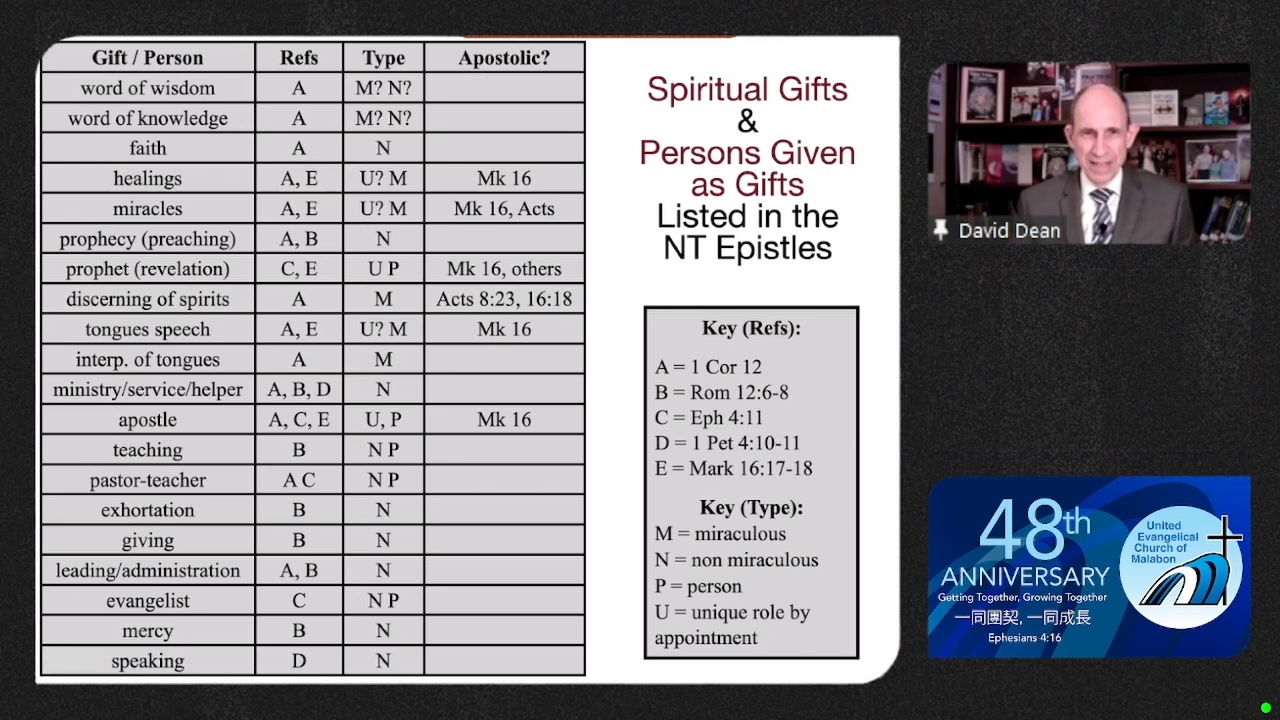 Gift / Person Refs Type Apostolic?
word of wisdom A M? N?
word of knowledge A M? N?
faith A N
healings A, E U? M Mk 16
miracles A, E U? M Mk 16, Acts
prophecy (preaching) A, B N
prophet (revelation) C, E U P Mk 16, others
discerning of spirits A M Acts 8:23, 16:18
tongues speech A, E U? M Mk 16
interp. of tongues A M
ministry/service/helper A, B, D N
apostle A, C, E U, P Mk 16
teaching B N P
pastor-teacher A C N P
exhortation B N
giving B N
leading/administration A, B N
evangelist C N P
mercy B N
speaking D N
Spiritual Gifts
&
Persons Given
as Gifts
Listed in the
NT Epistles
Key (Refs):
A = 1 Cor 12
B = Rom 12:6-8
C = Eph 4:11
D = 1 Pet 4:10-11
E = Mark 16:17-18
Key (Type):
M = miraculous
N = non miraculous
P = person
U = unique role by
appointment
David Dean
48th
ANNIVERSARY
Getting Together, Growing Together
一同團契, 一同成長
Ephesians 4:16
United
Evangelical
Church of
Malabon